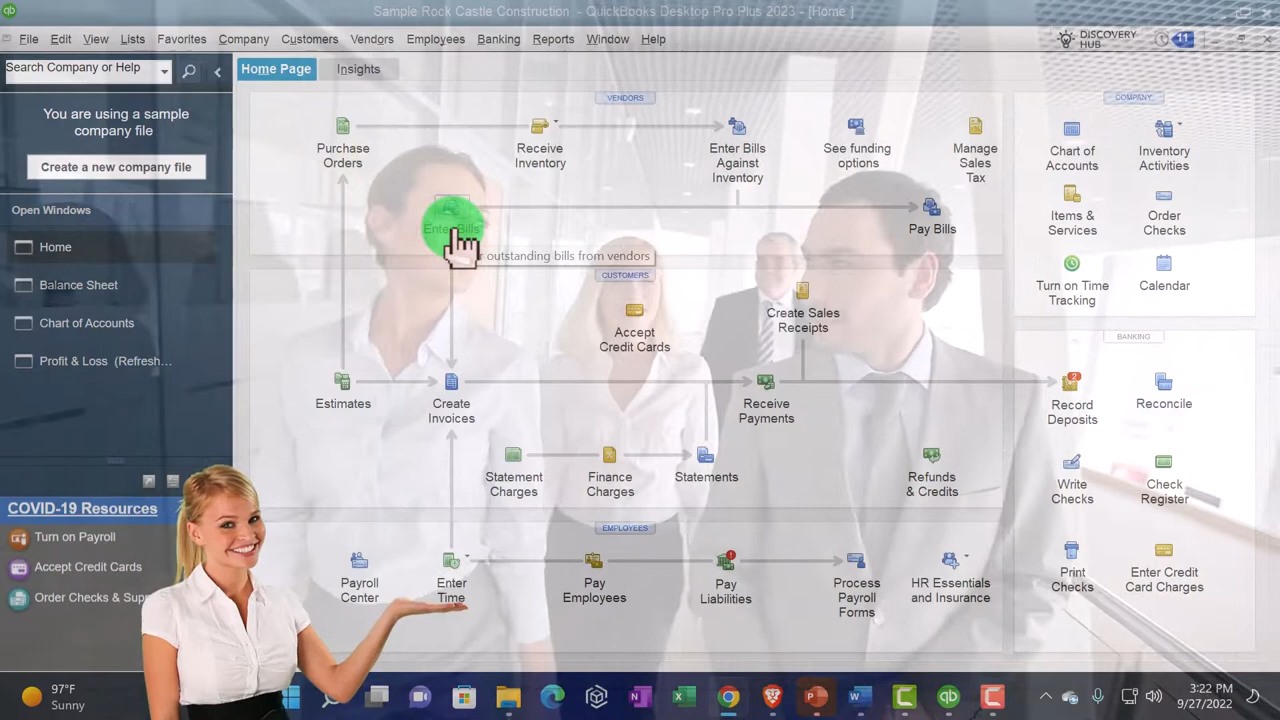 Sample Rock Castle Construction - QuickBooks Desktop Pro Plus 2023 - [Home ]
File Edit View Lists Favorites Company Customers Vendors Employees Banking Reports Window Help
DISCOVERY
HUB
11
Search Company or Help
You are using a sample
company file
Create a new company file
Open Windows
Home
Balance Sheet
Chart of Accounts
Profit & Loss (Refresh...
COVID-19 Resources
Turn on Payroll
Accept Credit Cards
Order Checks & Supp
Home Page
Insights
VENDORS
Purchase
Orders
Receive
Inventory
Enter Bills
Against
Inventory
See funding
options
Manage
Sales
Tax
Enter Bills
Pay Bills
outstanding bills from vendors
CUSTOMERS
Accept
Credit Cards
Create Sales
Receipts
Estimates
Create
Invoices
Receive
Payments
Statement
Charges
Finance
Charges
Statements
Refunds
& Credits
EMPLOYEES
Payroll
Center
Enter
Time
Pay
Employees
Pay
Liabilities
Process
Payroll
Forms
HR Essentials
and Insurance
COMPANY
Chart of
Accounts
Inventory
Activities
Items &
Services
Order
Checks
Turn on Time
Tracking
Calendar
BANKING
2
Record
Deposits
Reconcile
Write
Checks
Check
Register
Print
Checks
Enter Credit
Card Charges
97°F
Sunny
3:22 PM
9/27/2022